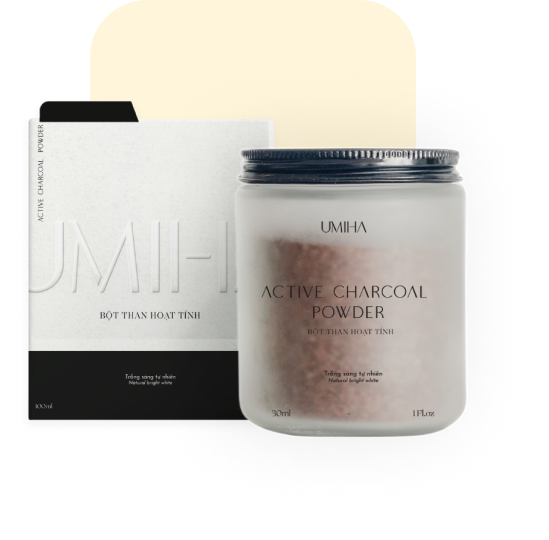 ACTIVE CHARCOAL POWDER
UMIHA
BỘT THAN HOẠT TÍNH
Trắng sáng tự nhiên
Natural bright white
100ml
UMIHA
ACTIVE CHARCOAL
POWDER
BỘT THAN HOẠT TÍNH
Trắng sáng tự nhiên
Natural bright white
30ml
1 Fl.oz